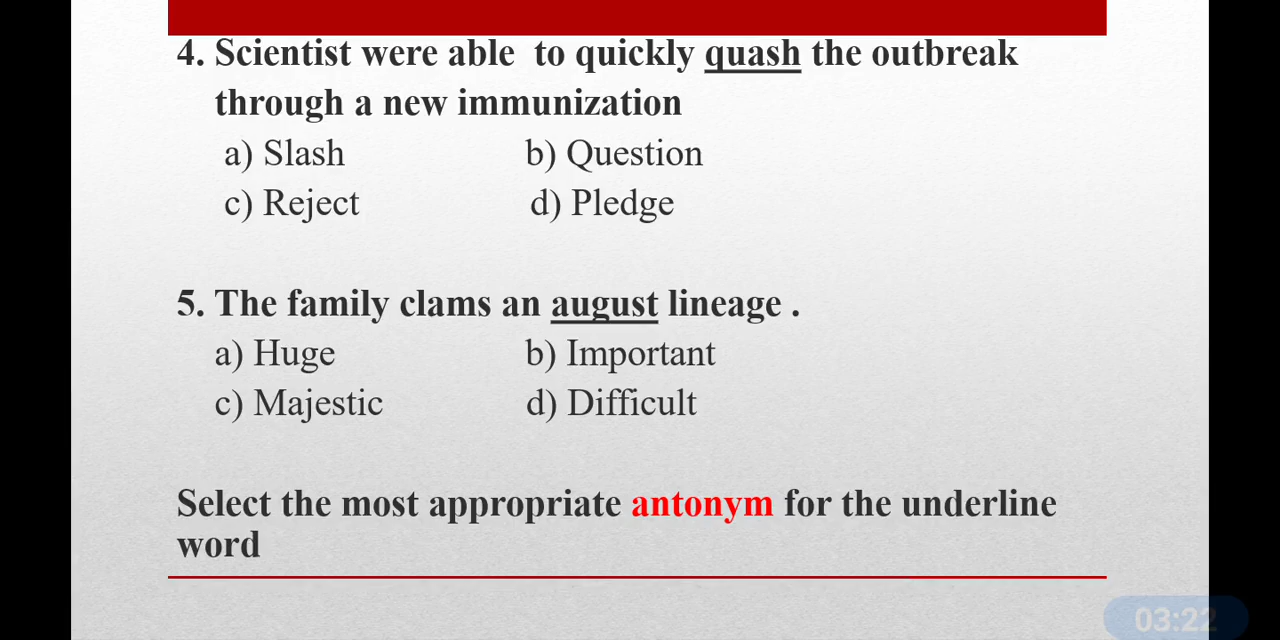 4. Scientist were able to quickly quash the outbreak
through a new immunization
a) Slash b) Question
c) Reject d) Pledge
5. The family clams an august lineage .
a) Huge b) Important
c) Majestic d) Difficult
Select the most appropriate antonym for the underline
word
03:22